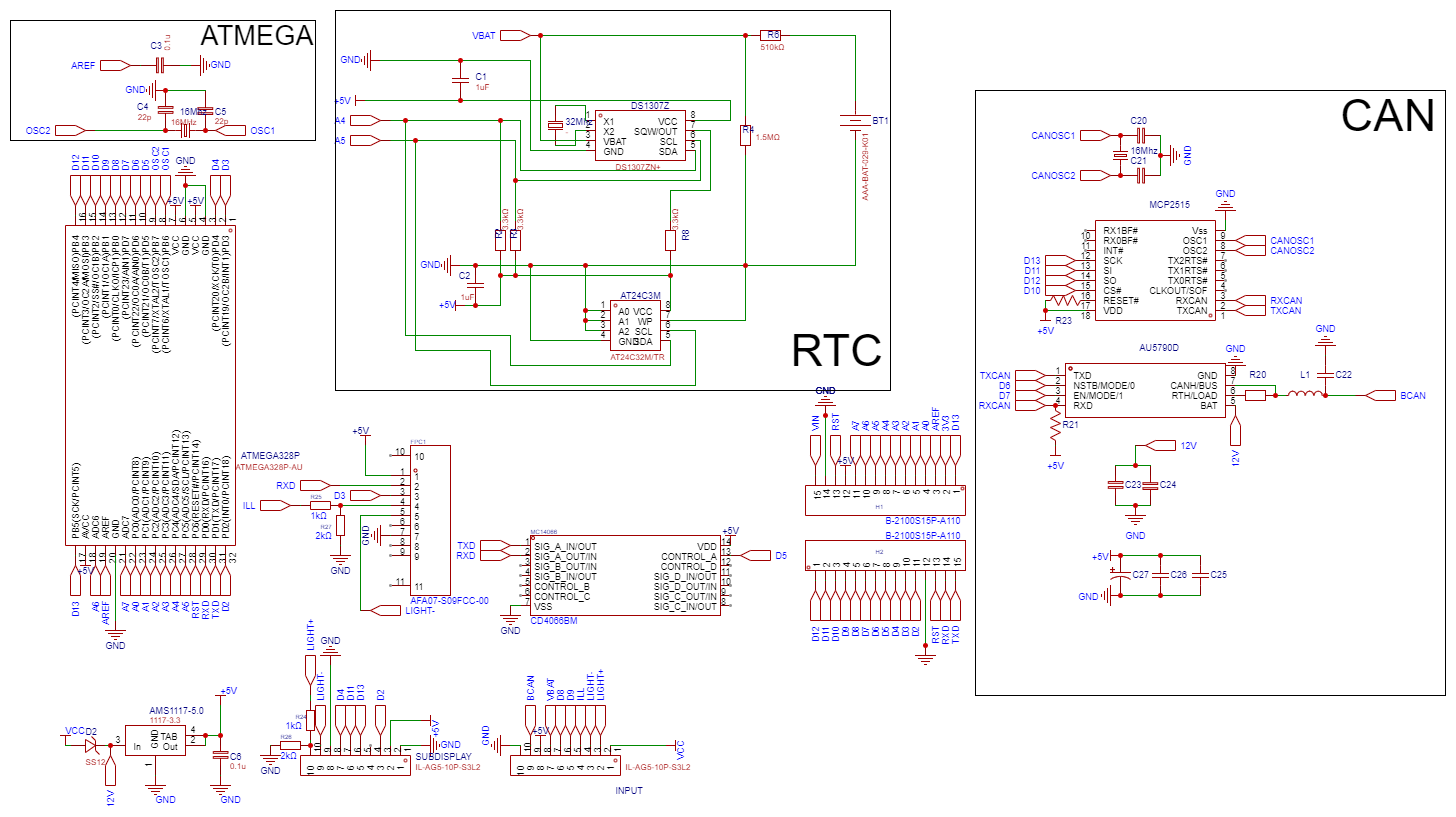 ATMEGA
C3
0.1u
AREF
GND
GND
C4
22p
16MHz
C5
22p
OSC2
OSC1
RTC
VBAT
R6
510kΩ
GND
C1
1uF
+5V
A4
A5
32MHz
DS1307Z
X1
X2
VBAT
GND
VCC
SQW/OUT
SCL
SDA
1
2
3
4
8
7
6
5
DS1307ZN+
R4
1.5MΩ
BT1
AAA-BAT-029-K01
3.3kΩ
3.3kΩ
3.3kΩ
R8
GND
C2
1uF
+5V
AT24C3M
A0 VCC
A1 WP
A2 SCL
GND SDA
1
2
3
4
8
7
6
5
AT24C32M/TR
CAN
CANOSC1
C20
16Mhz
C21
CANOSC2
GND
MCP2515
GND
RX1BF#
RX0BF#
INT#
SCK
SI
SO
CS#
RESET#
VDD
10
11
12
13
14
15
16
17
18
Vss
OSC1
OSC2
TX2RTS#
TX1RTS#
TX0RTS#
CLKOUT/SOF
RXCAN
TXCAN
9
8
7
6
5
4
3
2
1
CANOSC1
CANOSC2
D13
D11
D12
D10
R23
+5V
RXCAN
TXCAN
AU5790D
GND
GND
TXCAN
D6
D7
RXCAN
1
2
3
4
TXD
NSTB/MODE/0
EN/MODE/1
RXD
GND
CANH/BUS
RTH/LOAD
BAT
8
7
6
5
R20
L1
C22
BCAN
R21
+5V
12V
12V
C23
C24
GND
+5V
C27
C26
C25
GND
D12
D11
D10
D9
D8
D7
D6
D5
OSC2
OSC1
GND
+5V
+5V
D4
D3
16
15
14
13
12
11
10
9
8
7
6
5
4
3
2
1
(PCINT4/MISO)PB4
(PCINT3/OC2A/MOSI)PB3
(PCINT2/SS#/OC1B)PB2
(PCINT1/OC1A)PB1
(PCINT0/CLKO/ICP1)PB0
(PCINT23/AIN1)PD7
(PCINT22/OC0A/AIN0)PD6
(PCINT21/OC0B/T1)PD5
(PCINT7/XTAL2/TOSC2)PB7
(PCINT6/XTAL1/TOSC1)PB6
VCC
GND
VCC
GND
(PCINT20/XCK/T0)PD4
(PCINT19/OC2B/INT1)PD3
PB5(SCK/PCINT5)
AVCC
ADC6
AREF
GND
ADC7
PC0(ADC0/PCINT8)
PC1(ADC1/PCINT9)
PC2(ADC2/PCINT10)
PC3(ADC3/PCINT11)
PC4(ADC4/SDA/PCINT12)
PC5(ADC5/SCL/PCINT13)
PC6(RESET#/PCINT14)
PD0(RXD/PCINT16)
PD1(TXD/PCINT17)
PD2(INT0/PCINT18)
17
18
19
20
21
22
23
24
25
26
27
28
29
30
31
32
D13
+5V
A6
AREF
GND
A7
A0
A1
A2
A3
A4
A5
RST
RXD
TXD
D2
ATMEGA328P
ATMEGA328P-AU
+5V
FPC1
10
10
1
2
3
4
5
6
7
8
9
11
11
RXD
D3
ILL
R25
1kΩ
R27
2kΩ
GND
GND
AFA07-S09FCC-00
LIGHT-
TXD
RXD
MC14066
SIG_A_IN/OUT
SIG_A_OUT/IN
SIG_B_OUT/IN
SIG_B_IN/OUT
CONTROL_B
CONTROL_C
VSS
1
2
3
4
5
6
7
VDD
CONTROL_A
CONTROL_D
SIG_D_IN/OUT
SIG_D_OUT/IN
SIG_C_OUT/IN
SIG_C_IN/OUT
14
13
12
11
10
9
8
+5V
D5
GND
CD4066BM
GND
VIN
RST
+5V
A7
A6
A5
A4
A3
A2
A1
A0
AREF
3V3
D13
15
14
13
12
11
10
9
8
7
6
5
4
3
2
1
H1
B-2100S15P-A110
B-2100S15P-A110
H2
1
2
3
4
5
6
7
8
9
10
11
12
13
14
15
D12
D11
D10
D9
D8
D7
D6
D5
D4
D3
D2
RST
RXD
TXD
VCC
D2
SS12
12V
AMS1117-5.0
1117-3.3
GND
TAB
In
Out
3
4
2
1
+5V
C6
0.1u
GND
GND
LIGHT+
LIGHT-
GND
R24
1kΩ
R26
2kΩ
GND
D4
D11
D13
D2
+5V
GND
10
9
8
7
6
5
4
3
2
1
SUBDISPLAY
IL-AG5-10P-S3L2
BCAN
VBAT
D8
D9
ILL
LIGHT-
LIGHT+
GND
+5V
VCC
10
9
8
7
6
5
4
3
2
1
IL-AG5-10P-S3L2
INPUT